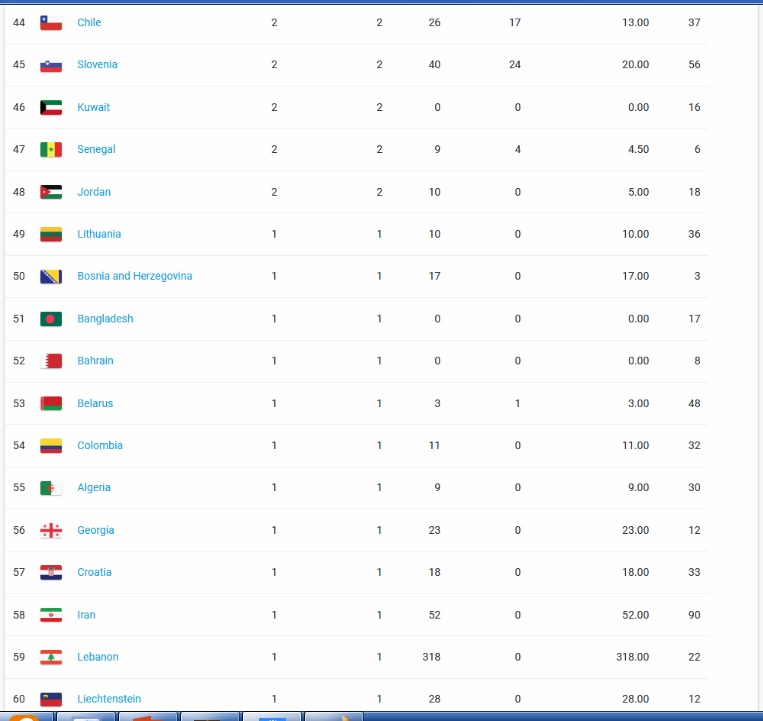 44 Chile 2 2 26 17 13.00 37
45 Slovenia 2 2 40 24 20.00 56
46 Kuwait 2 2 0 0 0.00 16
47 Senegal 2 2 9 4 4.50 6
48 Jordan 2 2 10 0 5.00 18
49 Lithuania 1 1 10 0 10.00 36
50 Bosnia and Herzegovina 1 1 17 0 17.00 3
51 Bangladesh 1 1 0 0 0.00 17
52 Bahrain 1 1 0 0 0.00 8
53 Belarus 1 1 3 1 3.00 48
54 Colombia 1 1 11 0 11.00 32
55 Algeria 1 1 9 0 9.00 30
56 Georgia 1 1 23 0 23.00 12
57 Croatia 1 1 18 0 18.00 33
58 Iran 1 1 52 0 52.00 90
59 Lebanon 1 1 318 0 318.00 22
60 Liechtenstein 1 1 28 0 28.00 12